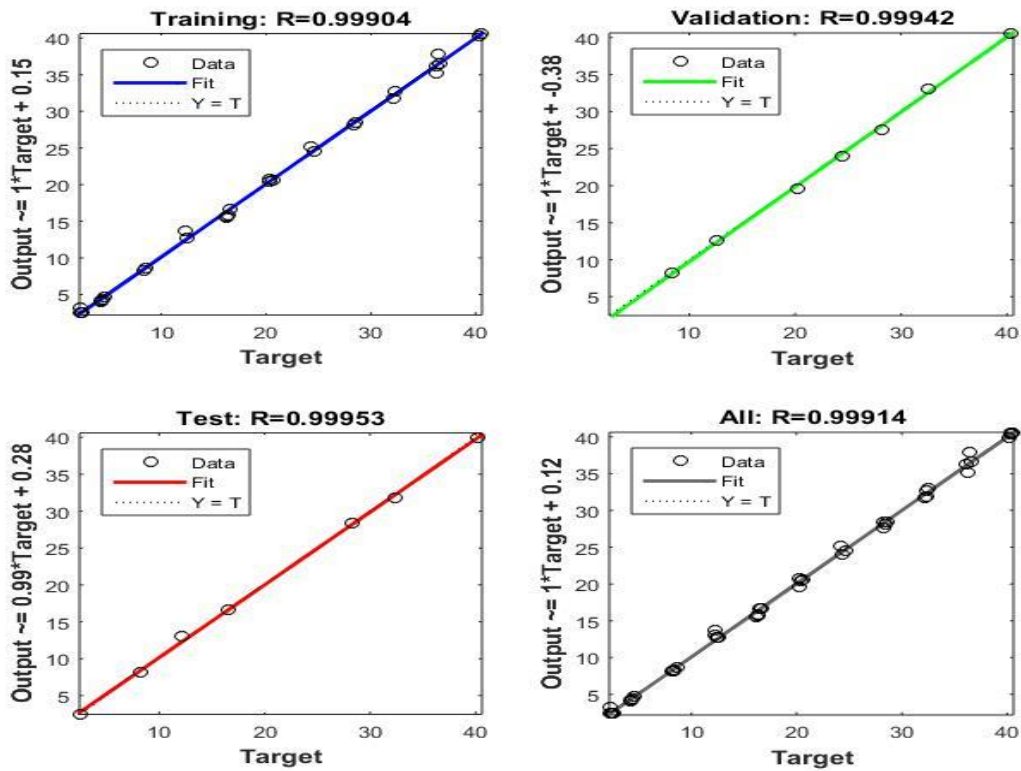 Training: R=0.99904
Output ~= 1*Target + 0.15
40
35
30
25
20
15
10
5
Data
Fit
Y = T
10
20
30
40
Target
Validation: R=0.99942
Output ~= 1*Target + -0.38
40
35
30
25
20
15
10
5
Data
Fit
Y = T
10
20
30
40
Target
Test: R=0.99953
Output ~= 0.99*Target + 0.28
40
35
30
25
20
15
10
5
Data
Fit
Y = T
10
20
30
40
Target
All: R=0.99914
Output ~= 1*Target + 0.12
40
35
30
25
20
15
10
5
Data
Fit
Y = T
10
20
30
40
Target